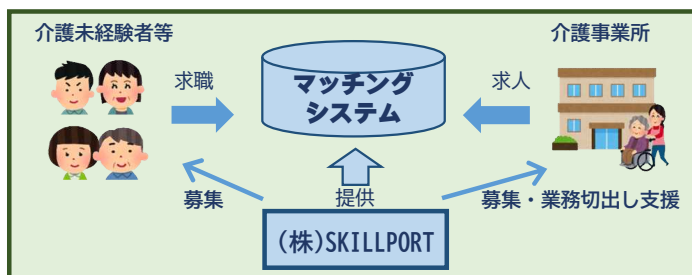 介護未経験者等
介護事業所
求職
マッチング
システム
求人
募集
提供
募集・業務切出し支援
(株)SKILLPORT